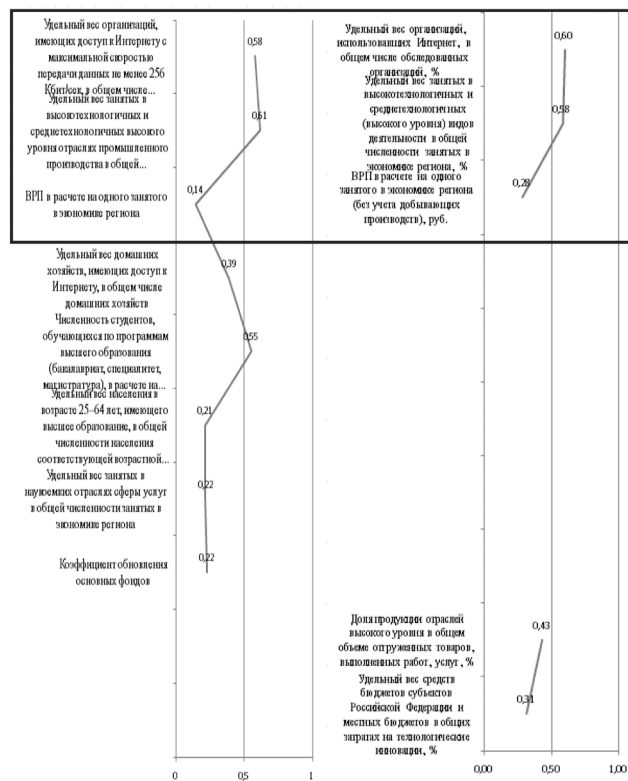 Удельный вес организаций,
имеющих доступ к Интернету с
максимальной скоростью
передачи данных не менее 256
Кбит/сек, в общем числе...
0,58
Удельный вес занятых в
высокотехнологичных и
среднетехнологичных высокого
уровня отраслях промышленного
производства в общей...
0,61
ВРП в расчете на одного занятого
в экономике региона
0,14
Удельный вес домашних
хозяйств, имеющих доступ к
Интернету, в общем числе
домашних хозяйств
0,39
Численность студентов,
обучающихся по программам
высшего образования
(бакалавриат, специалитет,
магистратура), в расчете на...
0,55
Удельный вес населения в
возрасте 25–64 лет, имеющего
высшее образование, в общей
численности населения
соответствующей возрастной...
0,21
Удельный вес занятых в
наукоемких отраслях сферы услуг
в общей численности занятых в
экономике региона
0,22
Коэффициент обновления
основных фондов
0,22
0 0,5 1
Удельный вес организаций,
использовавших Интернет, в
общем числе обследованных
организаций, %
0,60
Удельный вес занятых в
высокотехнологичных и
среднетехнологичных
(высокого уровня) видов
деятельности в общей
численности занятых в
экономике региона, %
0,58
ВРП в расчете на одного
занятого в экономике региона
(без учета добывающих
производств), руб.
0,28
Доля продукции отраслей
высокого уровня в общем
объеме отгруженных товаров,
выполненных работ, услуг, %
0,43
Удельный вес средств
бюджетов субъектов
Российской Федерации и
местных бюджетов в общих
затратах на технологические
инновации, %
0,31
0,00 0,50 1,00